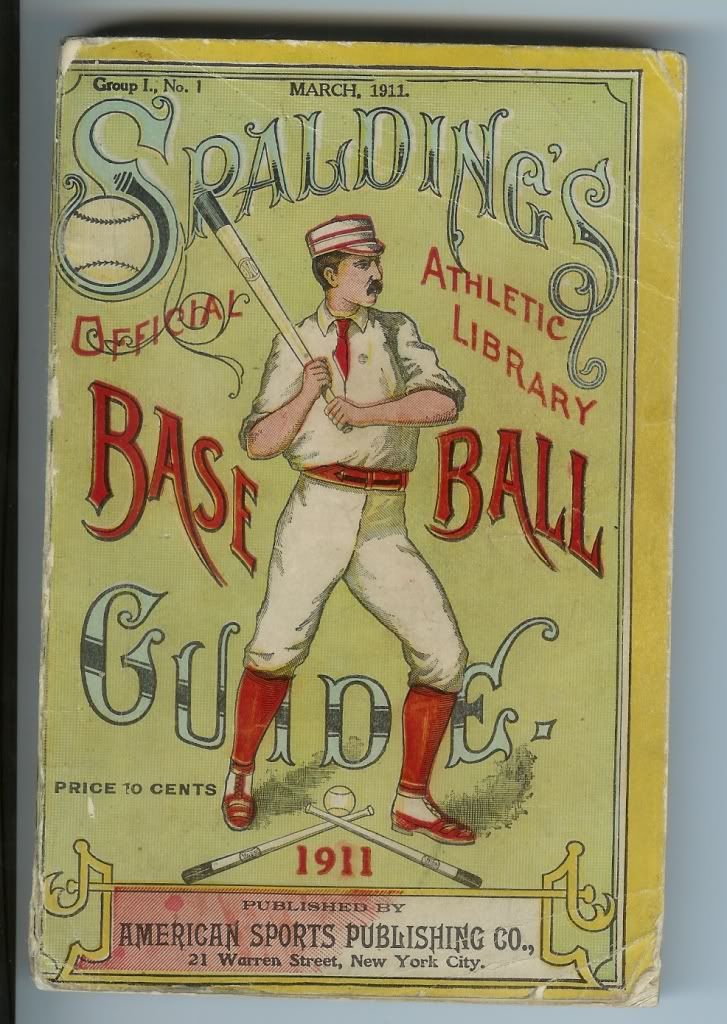 Group I., No. 1
MARCH, 1911.
SPALDING'S
OFFICIAL
ATHLETIC
LIBRARY
BASE BALL
GUIDE.
PRICE 10 CENTS
1911
PUBLISHED BY
AMERICAN SPORTS PUBLISHING CO.,
21 Warren Street, New York City.